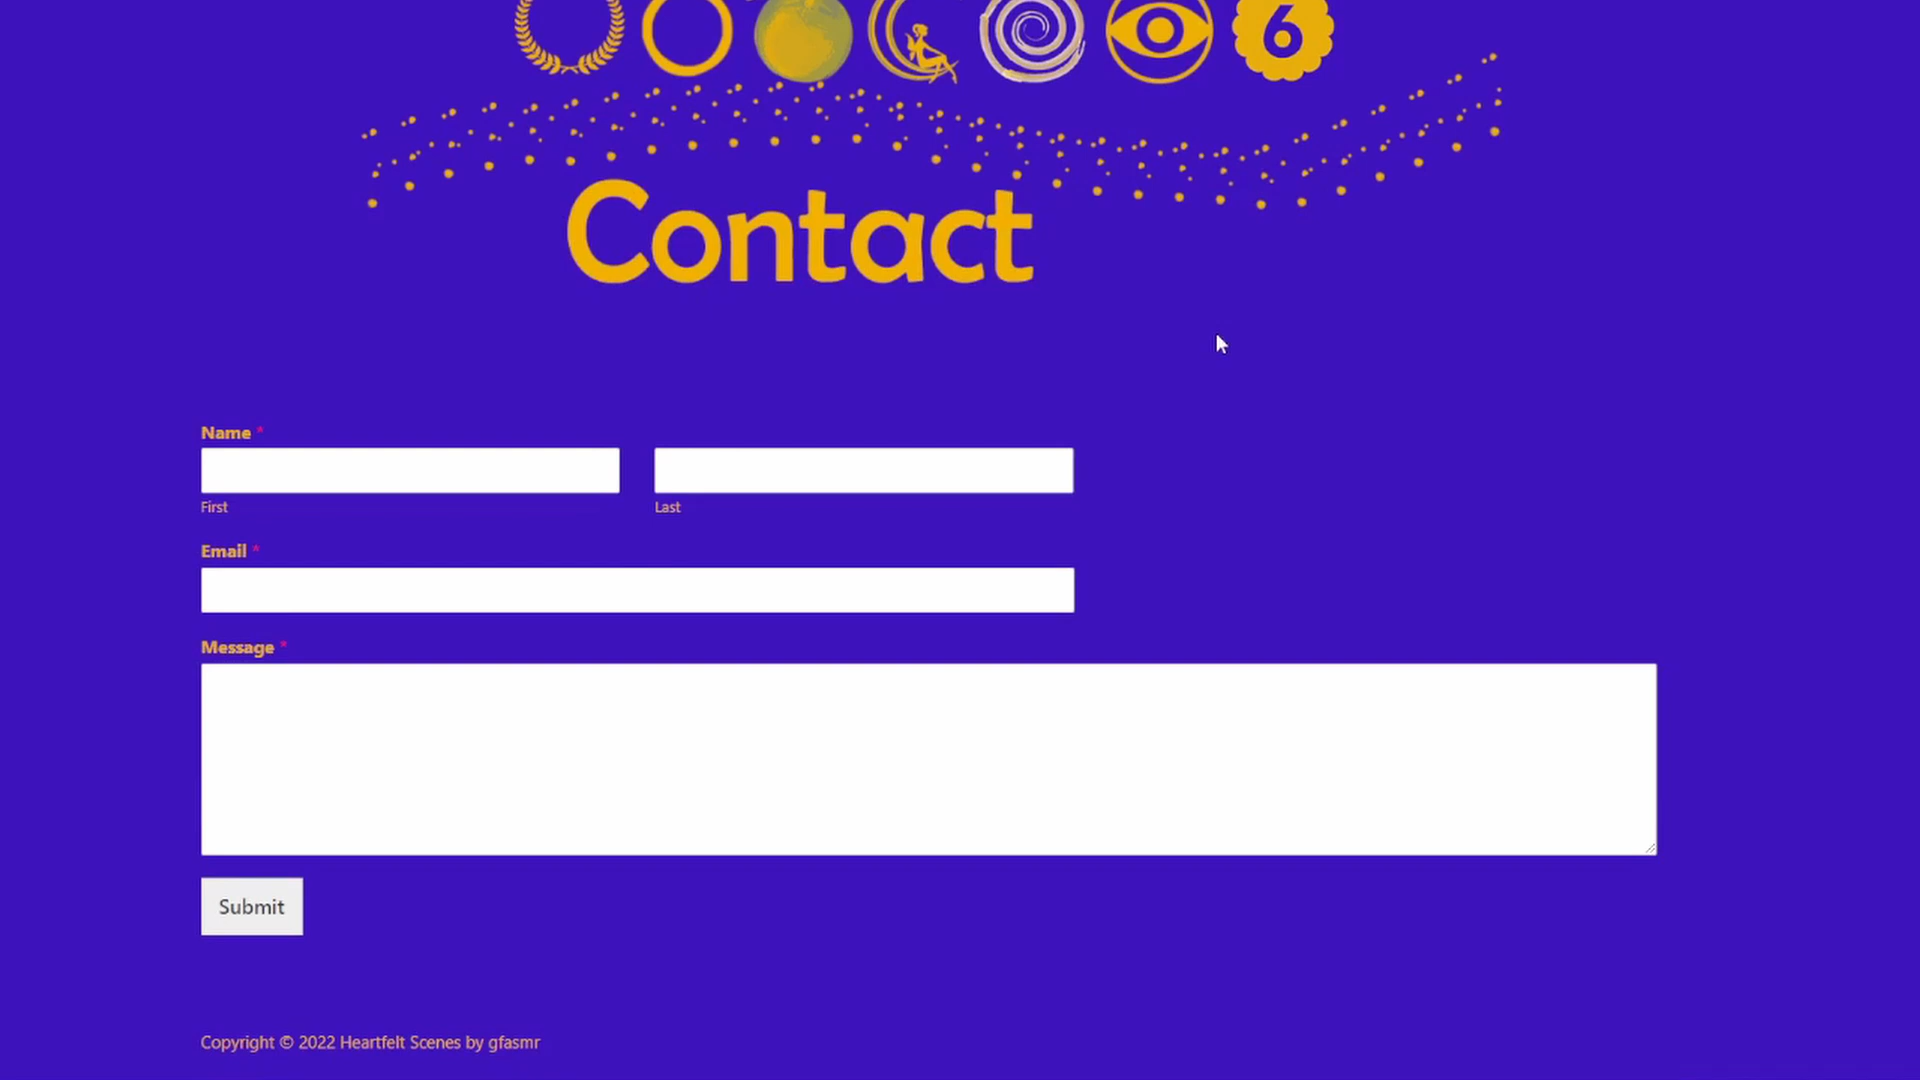 6
Contact
Name *
First Last
Email *
Message *
Submit
Copyright © 2022 Heartfelt Scenes by gfasmr